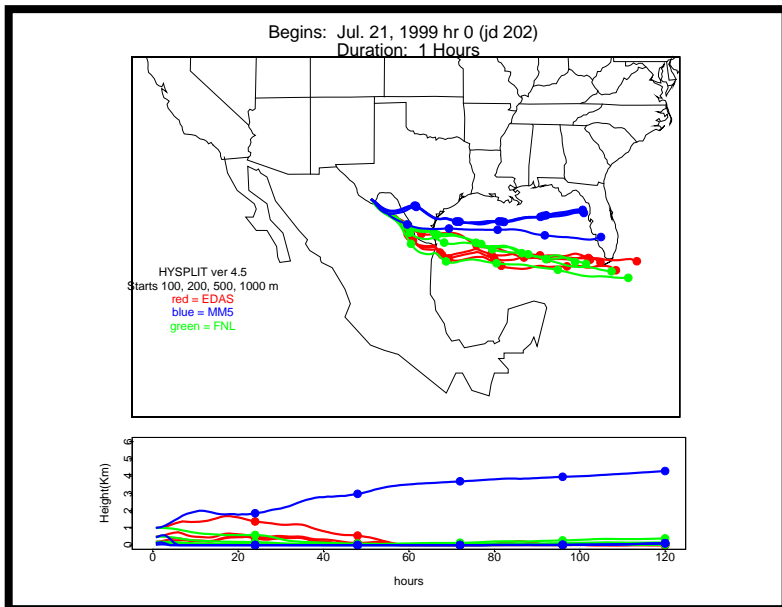 Begins: Jul. 21, 1999 hr 0 (jd 202)
Duration: 1 Hours
HYSPLIT ver 4.5
Starts 100, 200, 500, 1000 m
red = EDAS
blue = MM5
green = FNL
Height(Km)
6
5
4
3
2
1
0
0 20 40 60 80 100 120
hours